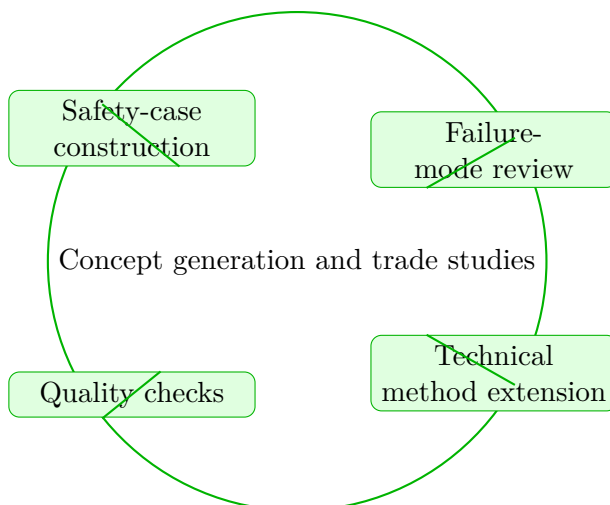 Safety-case
construction
Failure-
mode review
Concept generation and trade studies
Quality checks
Technical
method extension